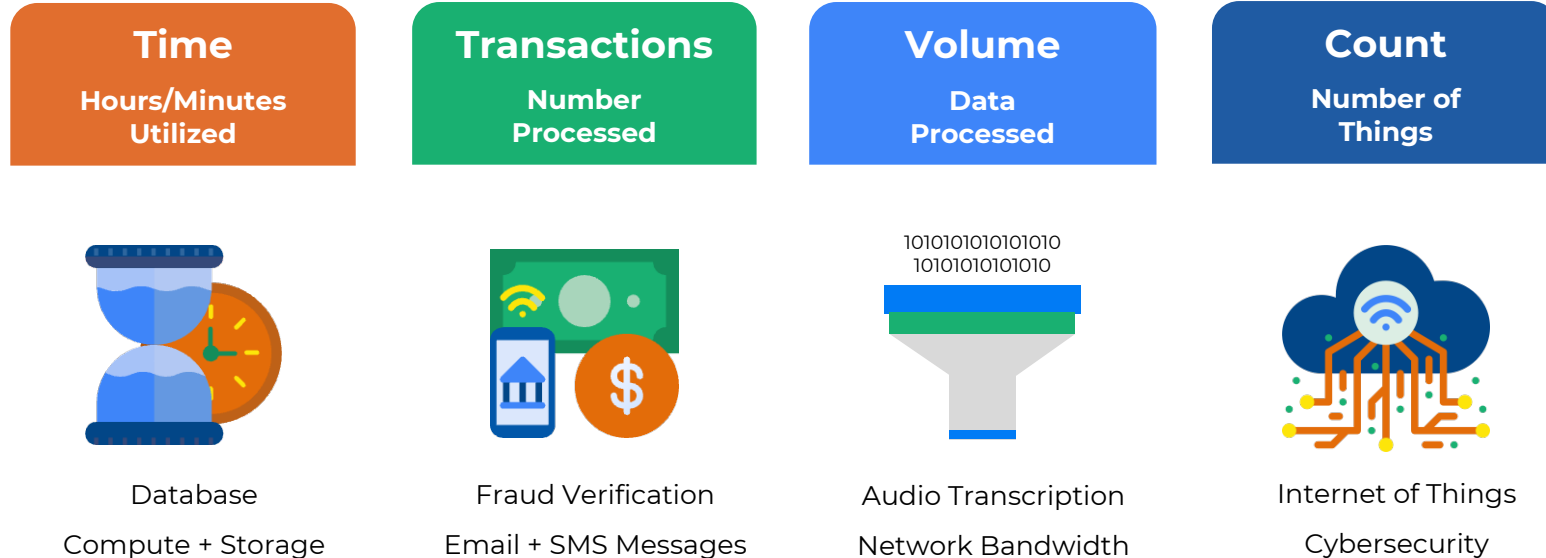 Time
Hours/Minutes
Utilized
Database
Compute + Storage
Transactions
Number
Processed
$
Fraud Verification
Email + SMS Messages
Volume
Data
Processed
1010101010101010
10101010101010
Audio Transcription
Network Bandwidth
Count
Number of
Things
Internet of Things
Cybersecurity